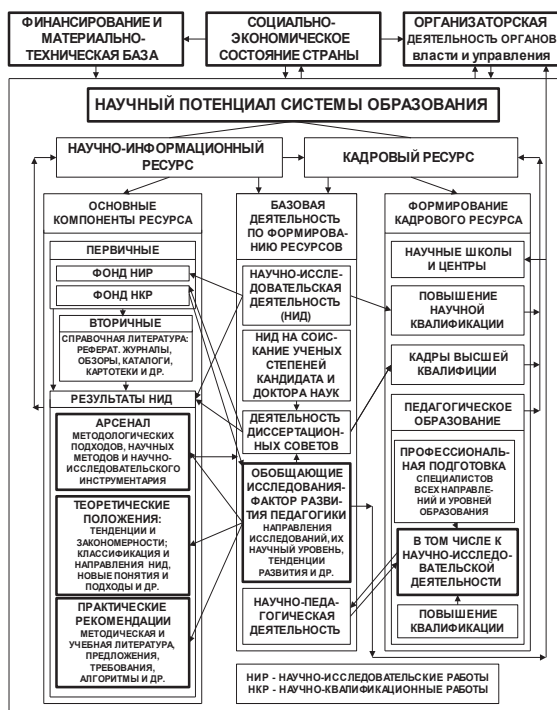 ФИНАНСИРОВАНИЕ И
МАТЕРИАЛЬНО-
ТЕХНИЧЕСКАЯ БАЗА
СОЦИАЛЬНО-
ЭКОНОМИЧЕСКОЕ
СОСТОЯНИЕ СТРАНЫ
ОРГАНИЗАТОРСКАЯ
ДЕЯТЕЛЬНОСТЬ ОРГАНОВ
власти и управления
НАУЧНЫЙ ПОТЕНЦИАЛ СИСТЕМЫ ОБРАЗОВАНИЯ
НАУЧНО-ИНФОРМАЦИОННЫЙ
РЕСУРС
КАДРОВЫЙ РЕСУРС
ОСНОВНЫЕ
КОМПОНЕНТЫ РЕСУРСА
ПЕРВИЧНЫЕ
ФОНД НИР
ФОНД НКР
ВТОРИЧНЫЕ
СПРАВОЧНАЯ ЛИТЕРАТУРА:
РЕФЕРАТ. ЖУРНАЛЫ,
ОБЗОРЫ, КАТАЛОГИ,
КАРТОТЕКИ И ДР.
РЕЗУЛЬТАТЫ НИД
АРСЕНАЛ
МЕТОДОЛОГИЧЕСКИХ
ПОДХОДОВ, НАУЧНЫХ
МЕТОДОВ И НАУЧНО-
ИССЛЕДОВАТЕЛЬСКОГО
ИНСТРУМЕНТАРИЯ
ТЕОРЕТИЧЕСКИЕ
ПОЛОЖЕНИЯ:
ТЕНДЕНЦИИ И
ЗАКОНОМЕРНОСТИ;
КЛАССИФИКАЦИЯ И
НАПРАВЛЕНИЯ НИД,
НОВЫЕ ПОНЯТИЯ И
ПОДХОДЫ И ДР.
ПРАКТИЧЕСКИЕ
РЕКОМЕНДАЦИИ
МЕТОДИЧЕСКАЯ И
УЧЕБНАЯ ЛИТЕРАТУРА,
ПРЕДЛОЖЕНИЯ,
ТРЕБОВАНИЯ,
АЛГОРИТМЫ И ДР.
БАЗОВАЯ
ДЕЯТЕЛЬНОСТЬ
ПО ФОРМИРОВА-
НИЮ РЕСУРСОВ
НАУЧНО-ИССЛЕ-
ДОВАТЕЛЬСКАЯ
ДЕЯТЕЛЬНОСТЬ
(НИД)
НИД НА СОИС-
КАНИЕ УЧЕНЫХ
СТЕПЕНЕЙ
КАНДИДАТА И
ДОКТОРА НАУК
ДЕЯТЕЛЬНОСТЬ
ДИССЕРТАЦИОН-
НЫХ СОВЕТОВ
ОБОБЩАЮЩИЕ
ИССЛЕДОВАНИЯ-
ФАКТОР РАЗВИ-
ТИЯ ПЕДАГОГИКИ
НАПРАВЛЕНИЯ
ИССЛЕДОВАНИЙ, ИХ
НАУЧНЫЙ УРОВЕНЬ,
ТЕНДЕНЦИИ
РАЗВИТИЯ И ДР.
НАУЧНО-ПЕДА-
ГОГИЧЕСКАЯ
ДЕЯТЕЛЬНОСТЬ
ФОРМИРОВАНИЕ
КАДРОВОГО РЕСУРСА
НАУЧНЫЕ ШКОЛЫ
И ЦЕНТРЫ
ПОВЫШЕНИЕ
НАУЧНОЙ
КВАЛИФИКАЦИИ
КАДРЫ ВЫСШЕЙ
КВАЛИФИЦИИ
ПЕДАГОГИЧЕСКОЕ
ОБРАЗОВАНИЕ
ПРОФЕССИОНАЛЬ-
НАЯ ПОДГОТОВКА
СПЕЦИАЛИСТОВ
ВСЕХ НАПРАВЛЕ-
НИЙ И УРОВНЕЙ
ОБРАЗОВАНИЯ
В ТОМ ЧИСЛЕ К
НАУЧНО-ИССЛЕДО-
ВАТЕЛЬСКОЙ
ДЕЯТЕЛЬНОСТИ
ПОВЫШЕНИЕ
КВАЛИФИКАЦИИ
НИР - НАУЧНО-ИССЛЕДОВАТЕЛЬСКИЕ РАБОТЫ
НКР - НАУЧНО-КВАЛИФИКАЦИОННЫЕ РАБОТЫ